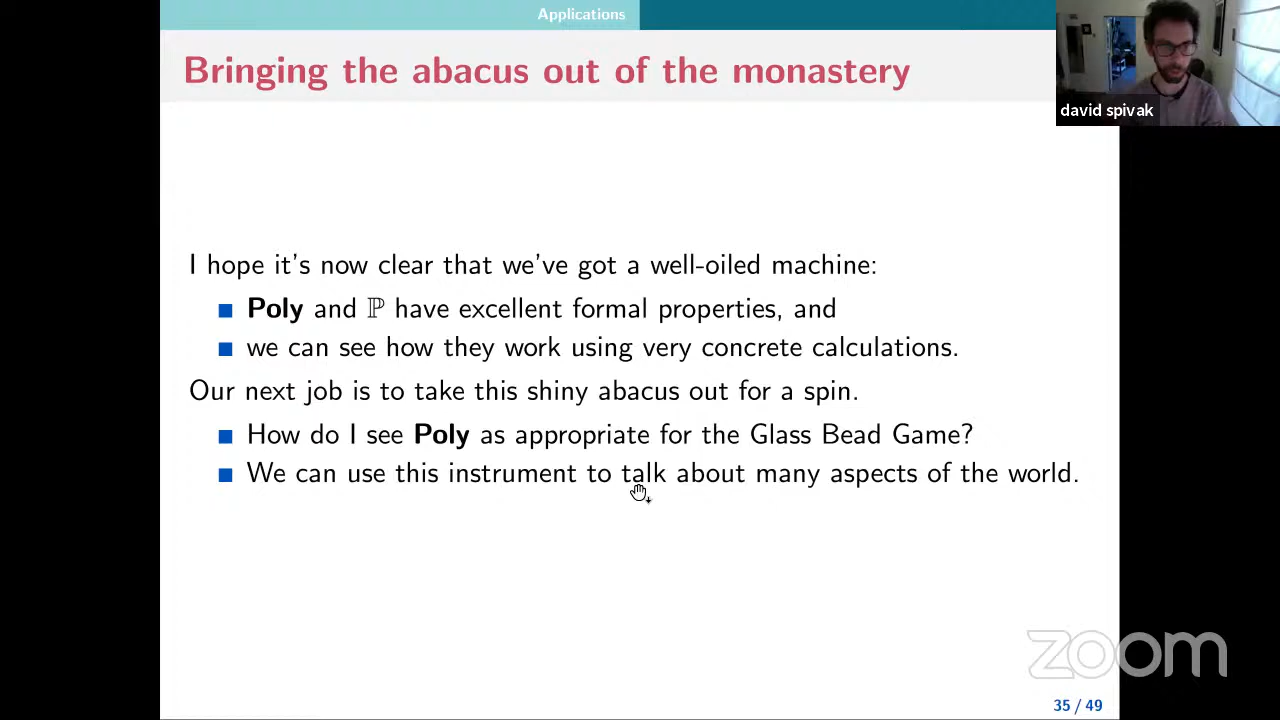 Applications
Bringing the abacus out of the monastery
david spivak
I hope it's now clear that we've got a well-oiled machine:
■ Poly and ℙ have excellent formal properties, and
■ we can see how they work using very concrete calculations.
Our next job is to take this shiny abacus out for a spin.
■ How do I see Poly as appropriate for the Glass Bead Game?
■ We can use this instrument to talk about many aspects of the world.
zoom
35 / 49